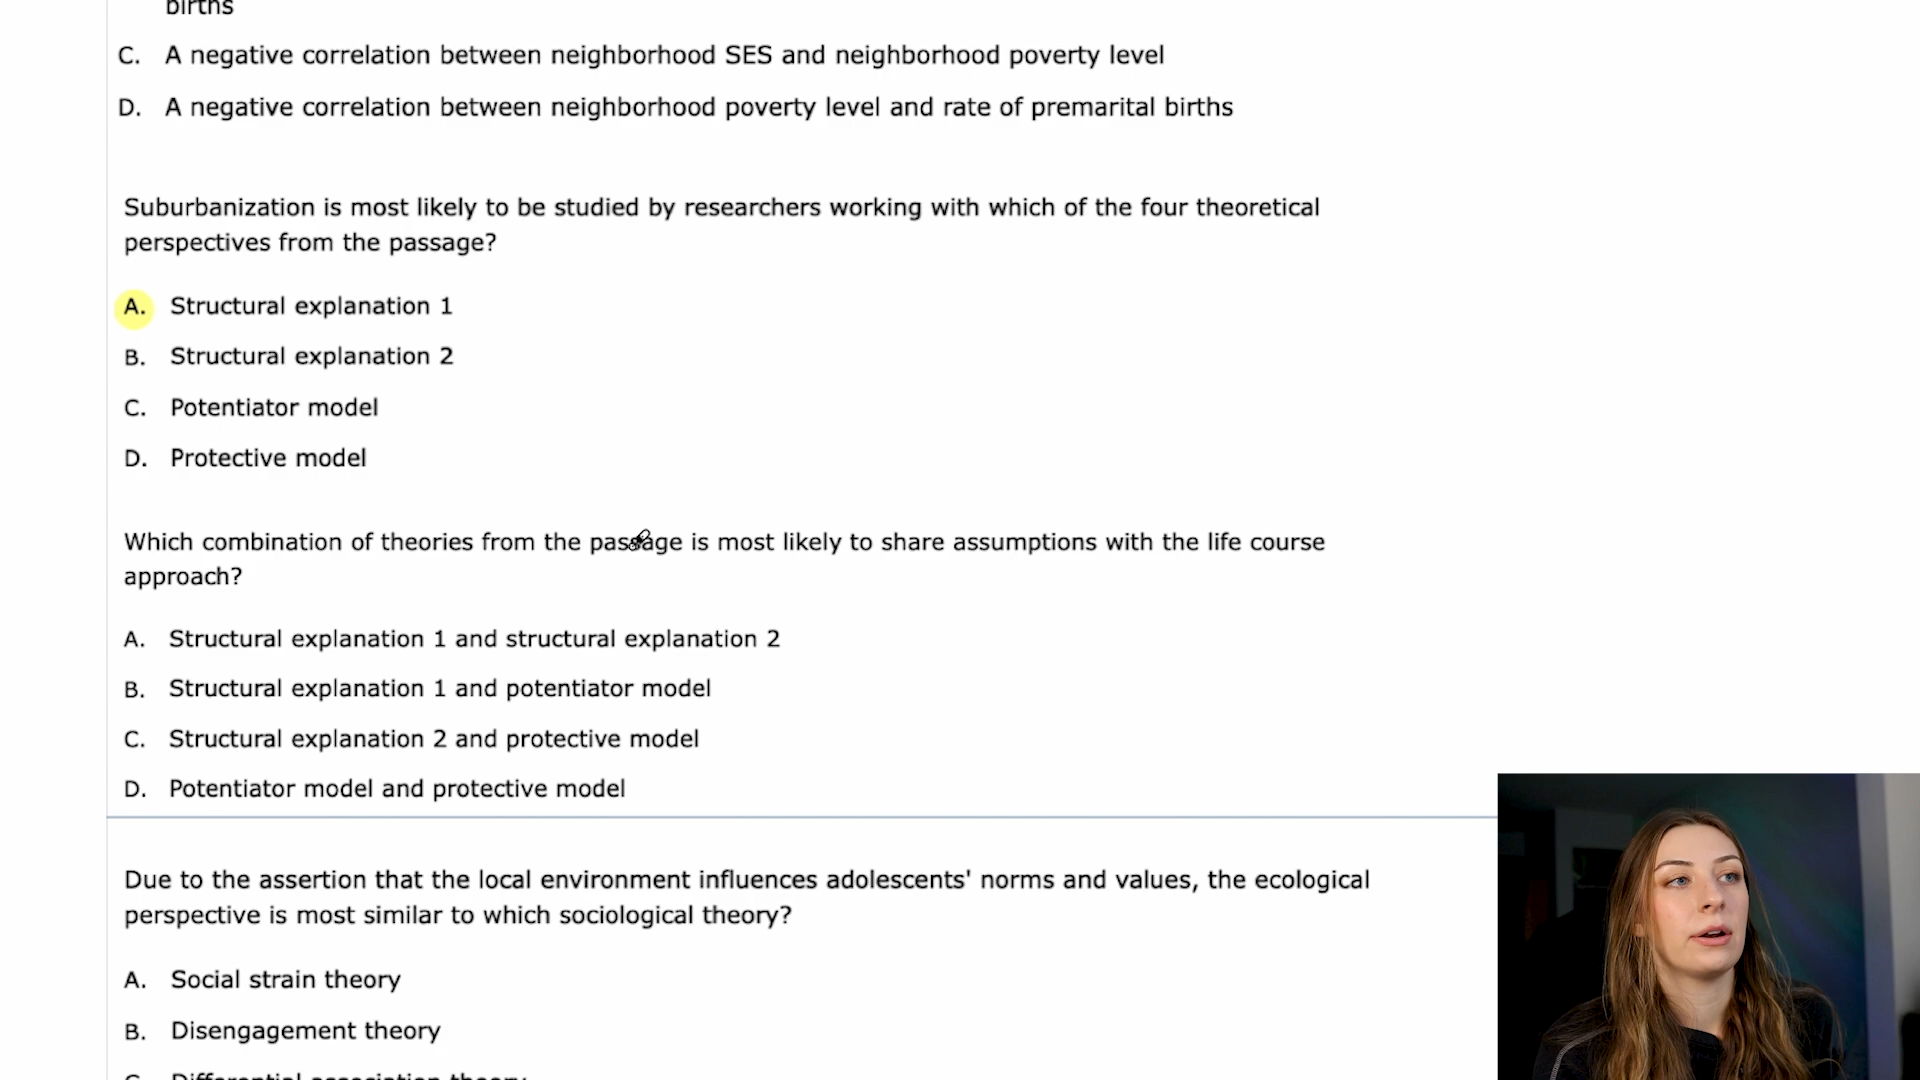 births
C. A negative correlation between neighborhood SES and neighborhood poverty level
D. A negative correlation between neighborhood poverty level and rate of premarital births
Suburbanization is most likely to be studied by researchers working with which of the four theoretical
perspectives from the passage?
A. Structural explanation 1
B. Structural explanation 2
C. Potentiator model
D. Protective model
Which combination of theories from the passage is most likely to share assumptions with the life course
approach?
A. Structural explanation 1 and structural explanation 2
B. Structural explanation 1 and potentiator model
C. Structural explanation 2 and protective model
D. Potentiator model and protective model
Due to the assertion that the local environment influences adolescents' norms and values, the ecological
perspective is most similar to which sociological theory?
A. Social strain theory
B. Disengagement theory
C. Differential association theory